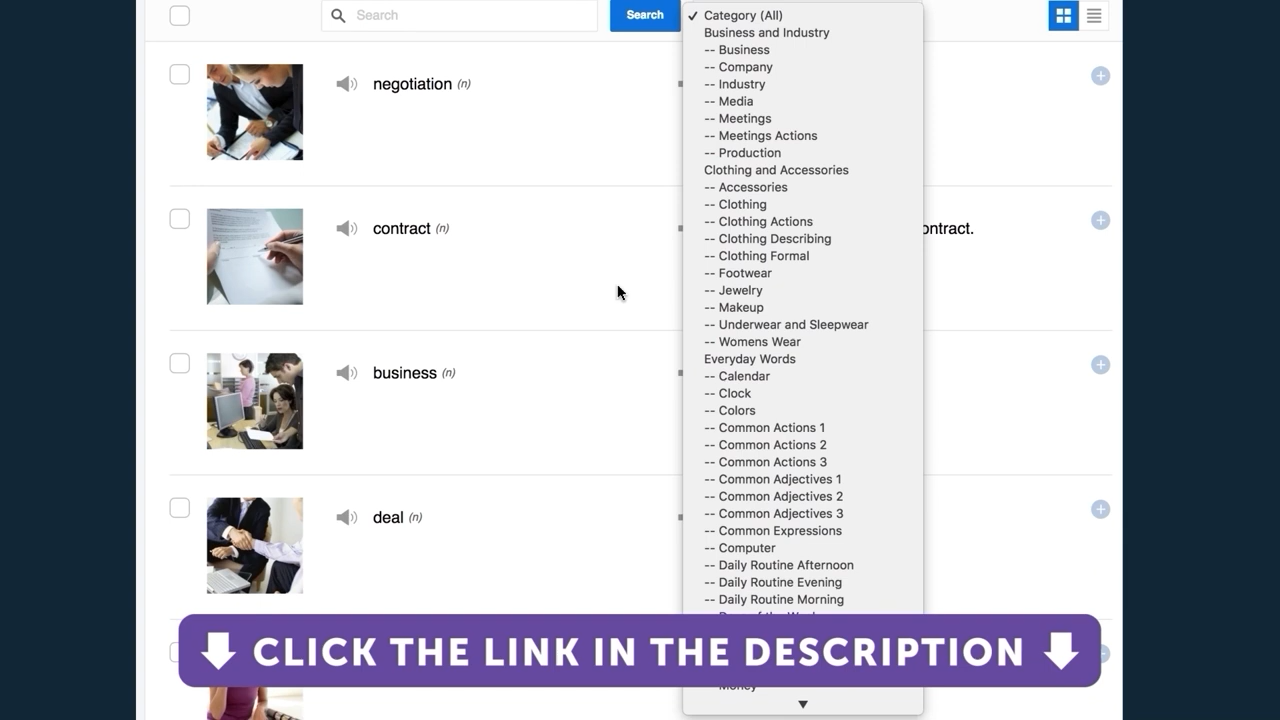 Search
Search
✓ Category (All)
Business and Industry
-- Business
-- Company
-- Industry
-- Media
-- Meetings
-- Meetings Actions
-- Production
Clothing and Accessories
-- Accessories
-- Clothing
-- Clothing Actions
-- Clothing Describing
-- Clothing Formal
-- Footwear
-- Jewelry
-- Makeup
-- Underwear and Sleepwear
-- Womens Wear
Everyday Words
-- Calendar
-- Clock
-- Colors
-- Common Actions 1
-- Common Actions 2
-- Common Actions 3
-- Common Adjectives 1
-- Common Adjectives 2
-- Common Adjectives 3
-- Common Expressions
-- Computer
-- Daily Routine Afternoon
-- Daily Routine Evening
-- Daily Routine Morning
negotiation (n)
contract (n)
ontract.
business (n)
deal (n)
CLICK THE LINK IN THE DESCRIPTION